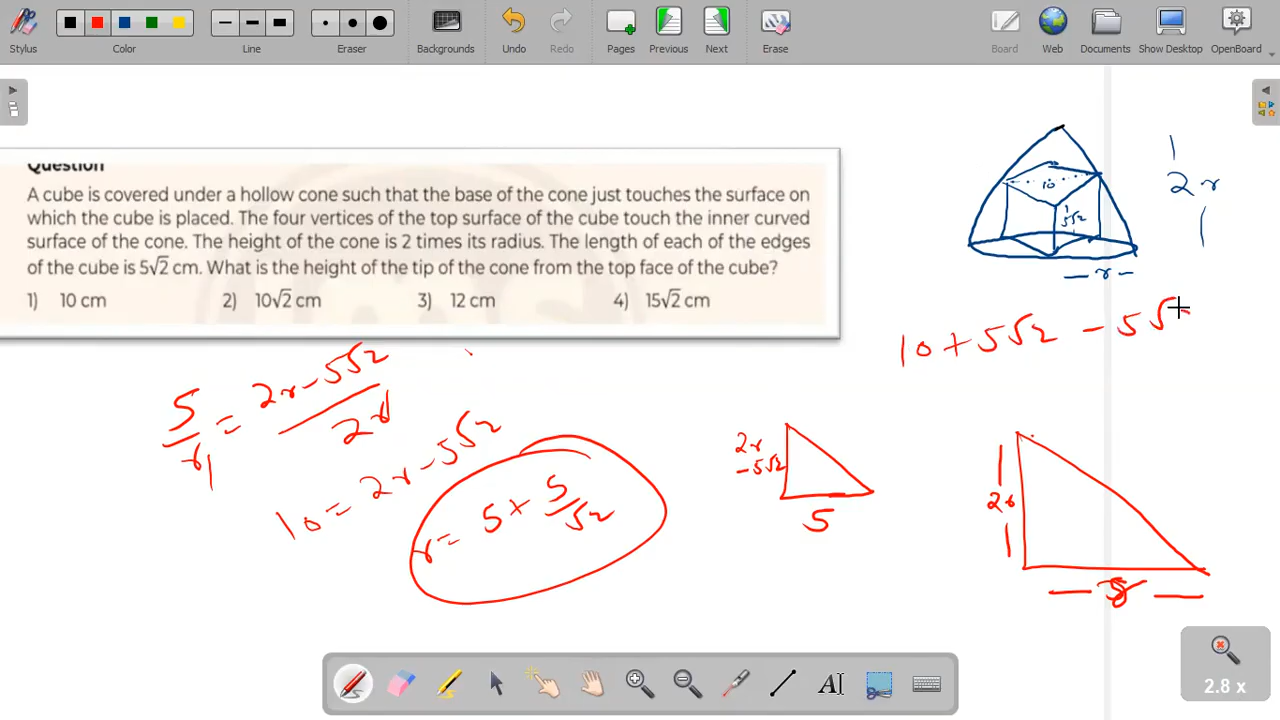 Stylus
Color
Line
Eraser
Backgrounds
Undo
Redo
Pages
Previous
Next
Erase
Board
Web
Documents
Show Desktop
OpenBoard
Question
A cube is covered under a hollow cone such that the base of the cone just touches the surface on
which the cube is placed. The four vertices of the top surface of the cube touch the inner curved
surface of the cone. The height of the cone is 2 times its radius. The length of each of the edges
of the cube is 5√2 cm. What is the height of the tip of the cone from the top face of the cube?
1) 10 cm 2) 10√2 cm 3) 12 cm 4) 15√2 cm
10
5√2
2r
— r -
10 + 5√2 - 5√
5/r = 2r - 5√2/2r
10 = 2r - 5√2
r = 5 + 5/√2
2r
-5√2
5
2r
AI
2.8 x